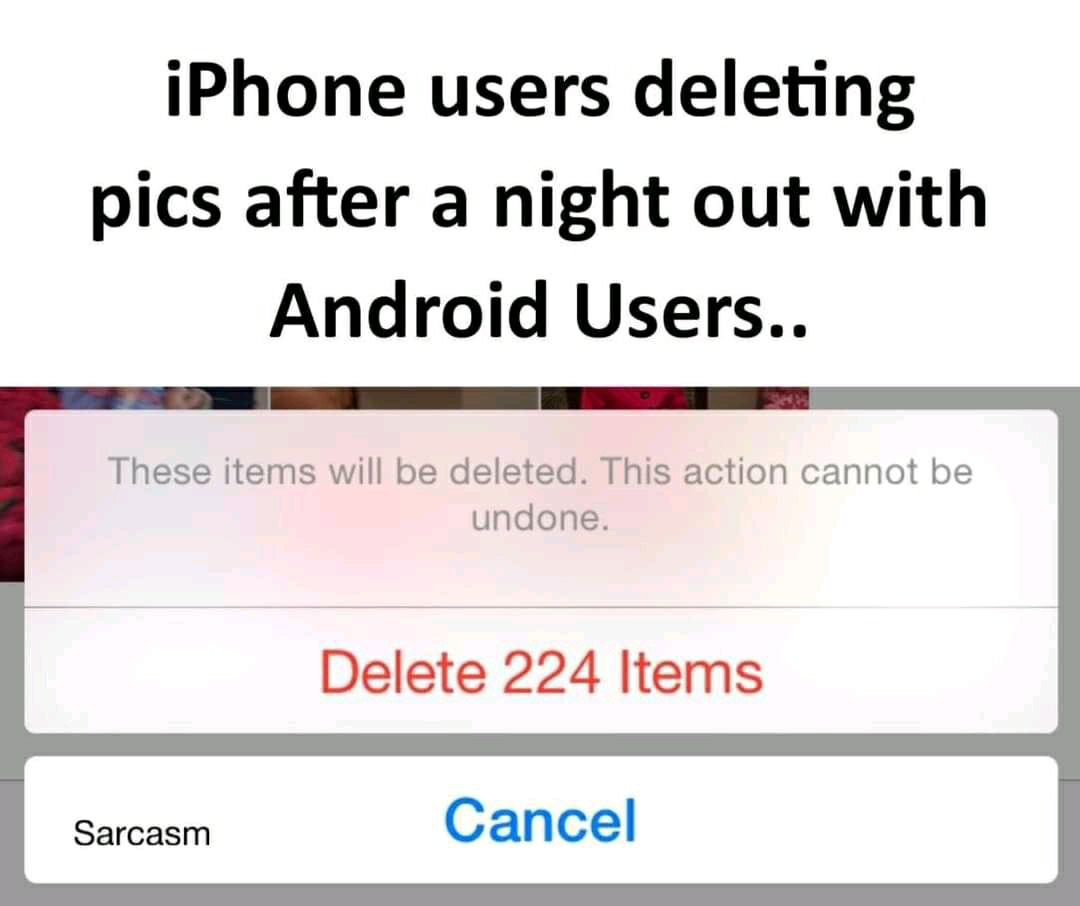 iPhone users deleting
pics after a night out with
Android Users..
These items will be deleted. This action cannot be
undone.
Delete 224 Items
Cancel
Sarcasm